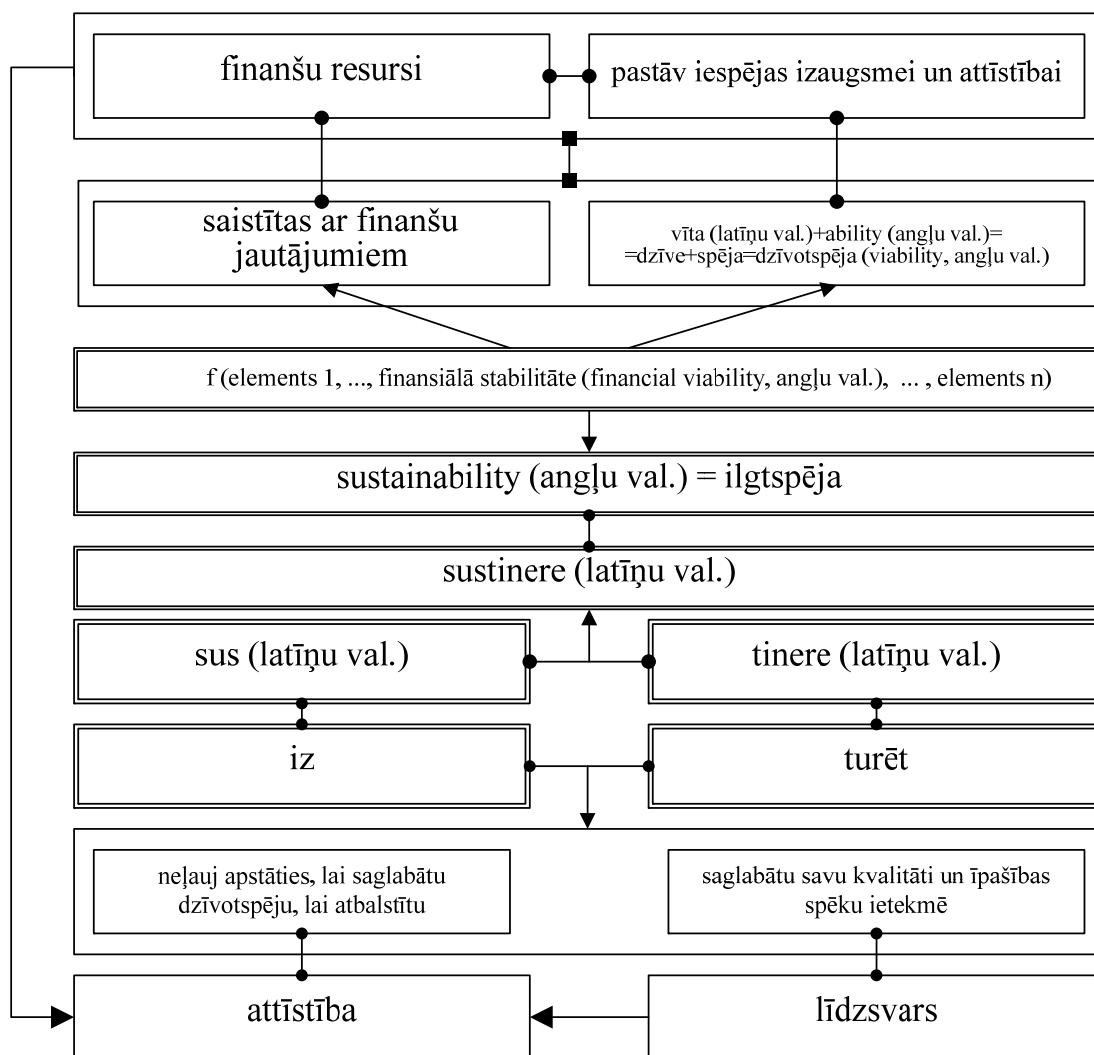 finanšu resursi
pastāv iespējas izaugsmei un attīstībai
saistītas ar finanšu
jautājumiem
vīta (latīņu val.)+ability (angļu val.)=
=dzīve+spēja=dzīvotspēja (viability, angļu val.)
f (elements 1, ..., finansiālā stabilitāte (financial viability, angļu val.), ... , elements n)
sustainability (angļu val.) = ilgtspēja
sustinere (latīņu val.)
sus (latīņu val.)
tinere (latīņu val.)
iz
turēt
neļauj apstāties, lai saglabātu
dzīvotspēju, lai atbalstītu
saglabātu savu kvalitāti un īpašības
spēku ietekmē
attīstība
līdzsvars